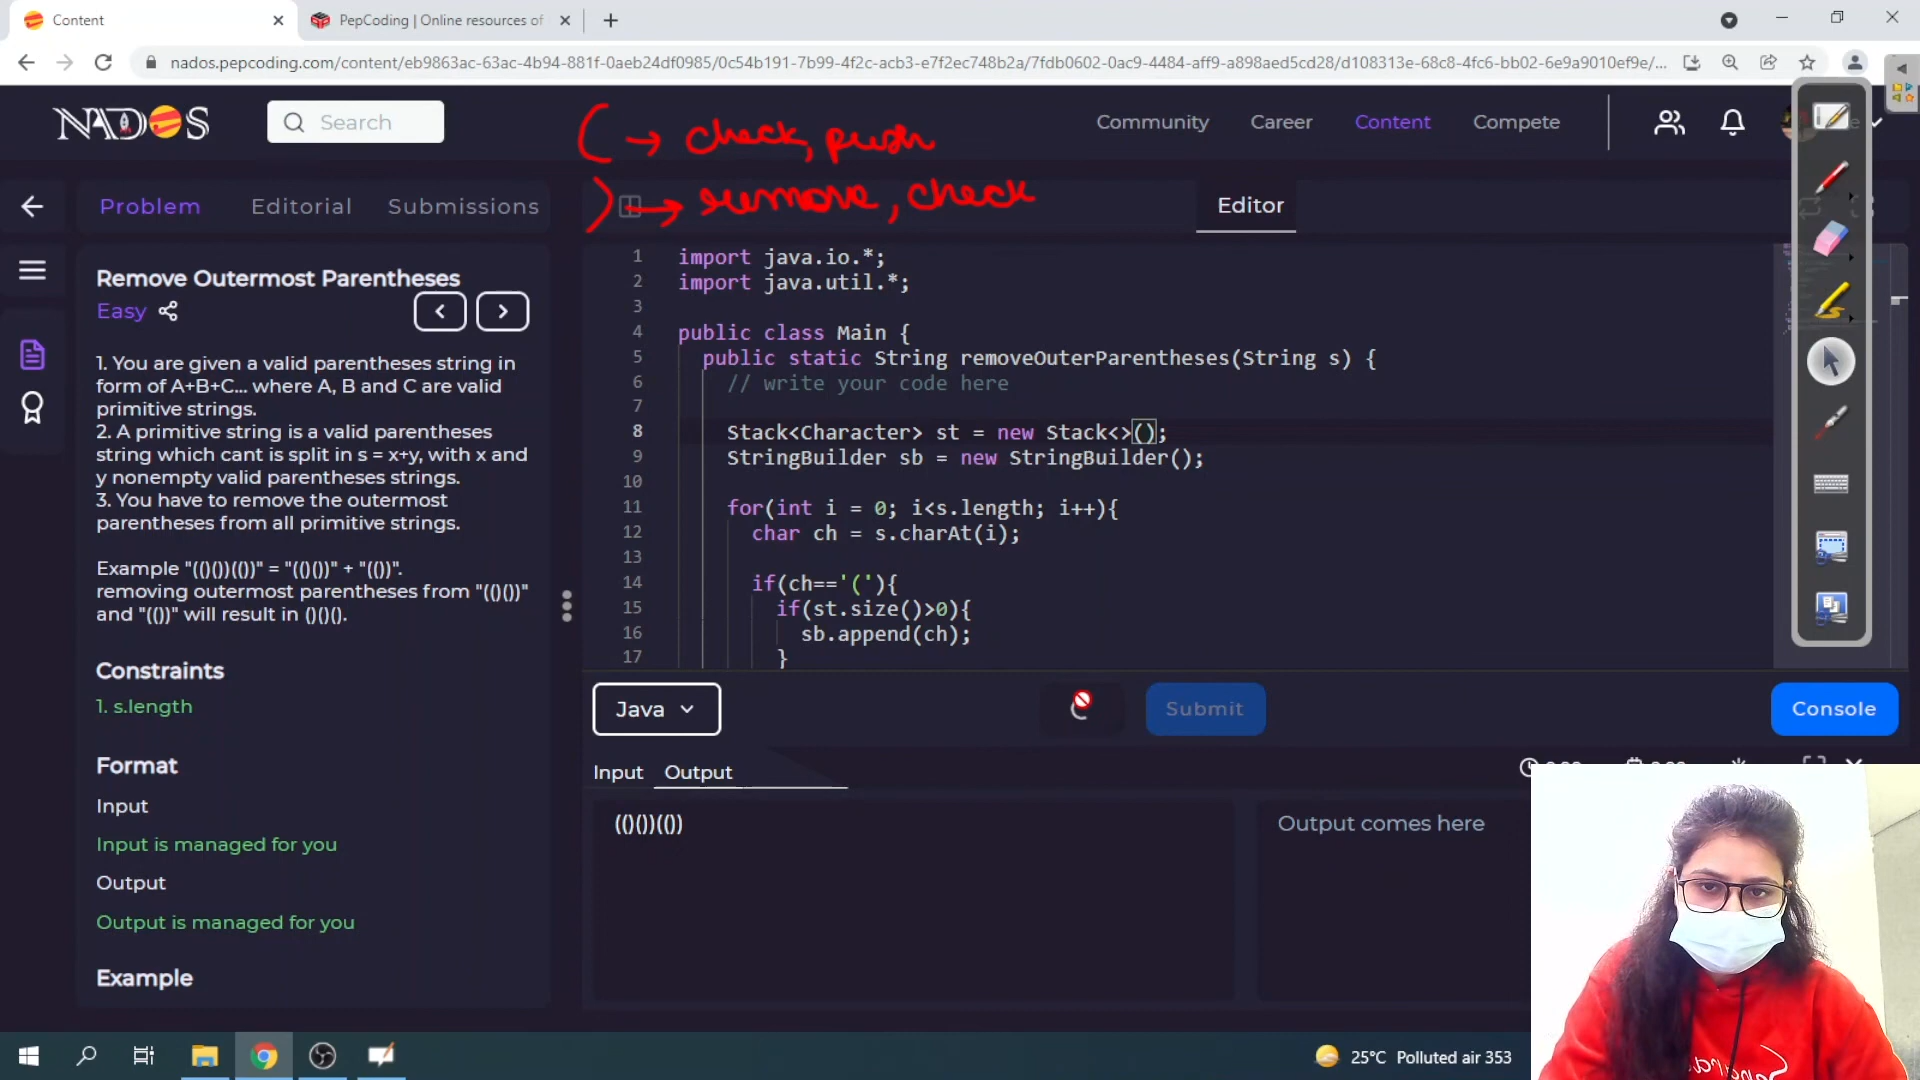 Content
PepCoding | Online resources of
nados.pepcoding.com/content/eb9863ac-63ac-4b94-881f-0aeb24df0985/0c54b191-7b99-4f2c-acb3-e7f2ec748b2a/7fdb0602-0ac9-4484-aff9-a898aed5cd28/d108313e-68c8-4fc6-bb02-6e9a9010ef9e/...
NADOS
Search
Community
Career
Content
Compete
( → check, push
) → remove, check
Problem
Editorial
Submissions
Editor
Remove Outermost Parentheses
Easy
1. You are given a valid parentheses string in
form of A+B+C... where A, B and C are valid
primitive strings.
2. A primitive string is a valid parentheses
string which cant is split in s = x+y, with x and
y nonempty valid parentheses strings.
3. You have to remove the outermost
parentheses from all primitive strings.
Example "(()())(())" = "(()())" + "(())".
removing outermost parentheses from "(()())"
and "(())" will result in ()()().
Constraints
1. s.length
Format
Input
Input is managed for you
Output
Output is managed for you
Example
1 import java.io.*;
2 import java.util.*;
3
4 public class Main {
5 public static String removeOuterParentheses(String s) {
6 // write your code here
7
8 Stack<Character> st = new Stack<>();
9 StringBuilder sb = new StringBuilder();
10
11 for(int i = 0; i<s.length; i++){
12 char ch = s.charAt(i);
13
14 if(ch=='('){
15 if(st.size()>0){
16 sb.append(ch);
17 }
Java
Submit
Console
Input
Output
(()())(())
Output comes here
25°C Polluted air 353